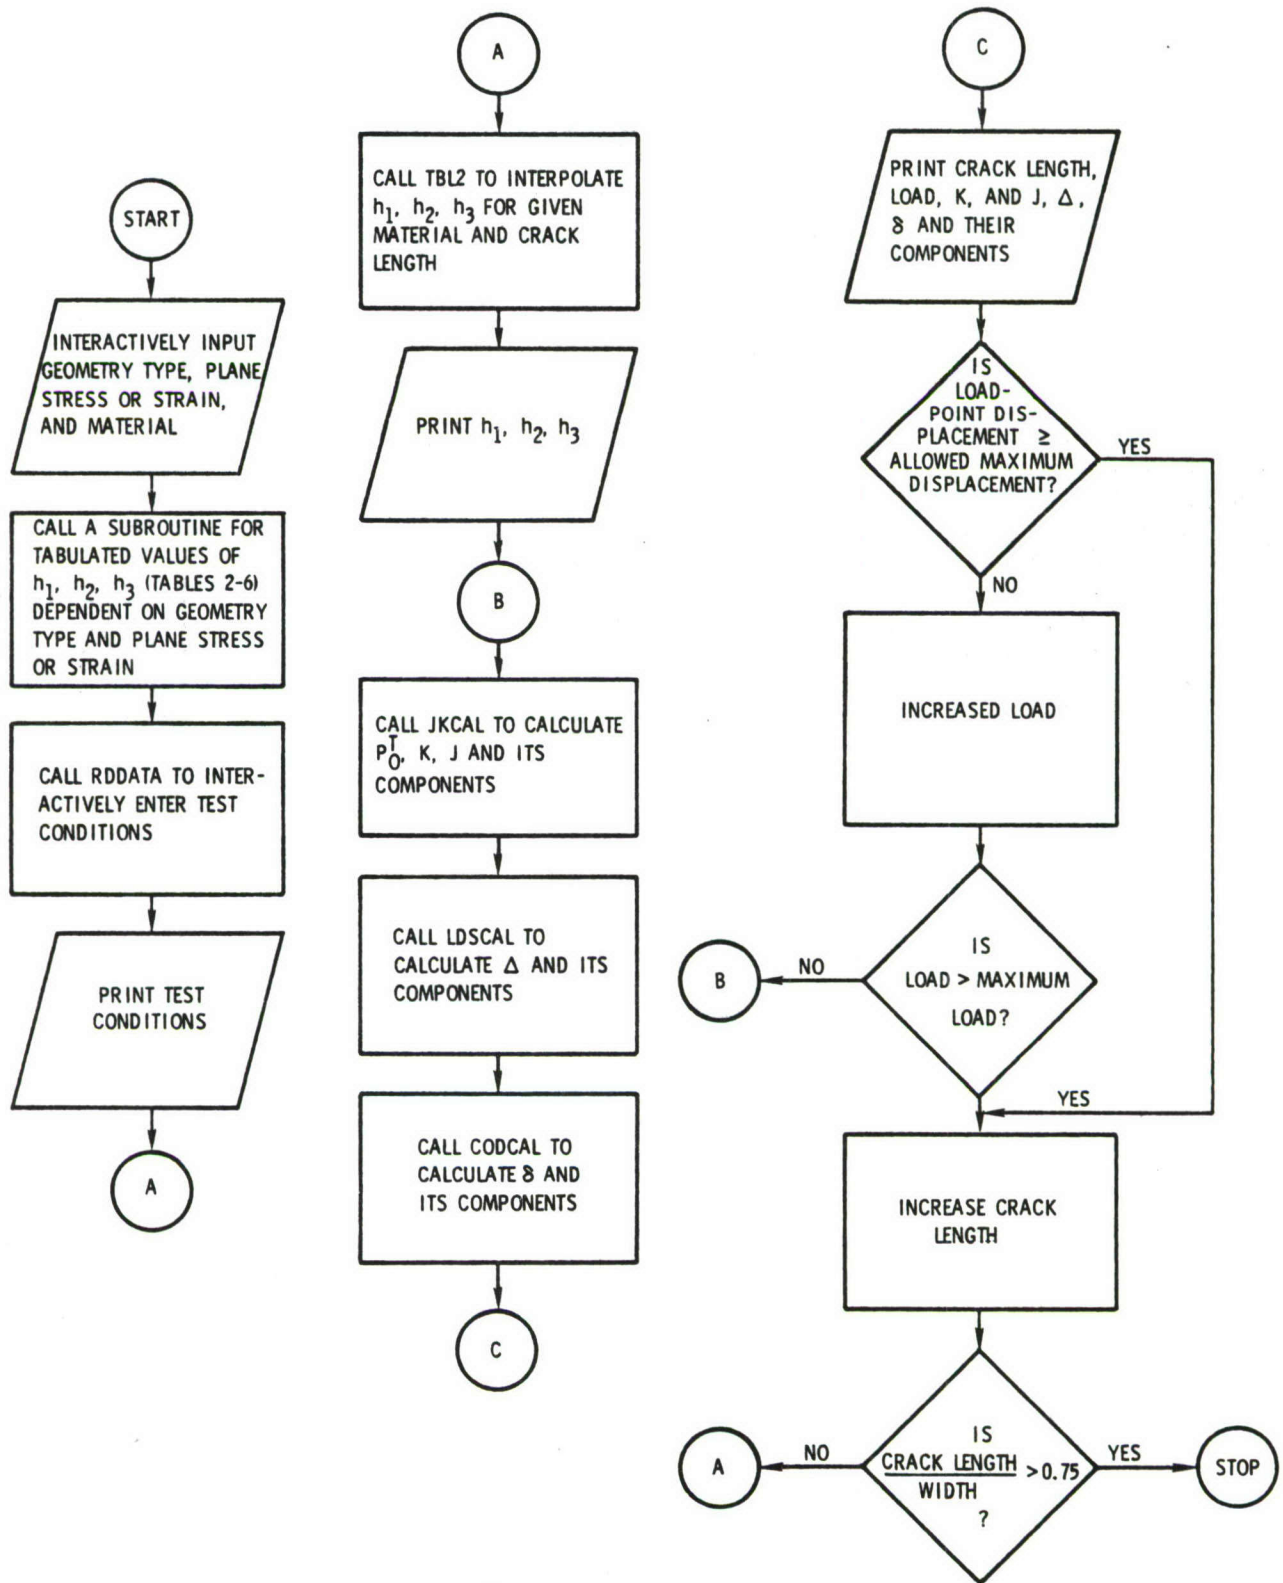 START
INTERACTIVELY INPUT
GEOMETRY TYPE, PLANE
STRESS OR STRAIN,
AND MATERIAL
CALL A SUBROUTINE FOR
TABULATED VALUES OF
h₁, h₂, h₃ (TABLES 2-6)
DEPENDENT ON GEOMETRY
TYPE AND PLANE STRESS
OR STRAIN
CALL RDDATA TO INTER-
ACTIVELY ENTER TEST
CONDITIONS
PRINT TEST
CONDITIONS
A
A
CALL TBL2 TO INTERPOLATE
h₁, h₂, h₃ FOR GIVEN
MATERIAL AND CRACK
LENGTH
PRINT h₁, h₂, h₃
B
CALL JKCAL TO CALCULATE
P₀ᵀ, K, J AND ITS
COMPONENTS
CALL LDSCAL TO
CALCULATE Δ AND ITS
COMPONENTS
CALL CODCAL TO
CALCULATE δ AND
ITS COMPONENTS
C
C
PRINT CRACK LENGTH,
LOAD, K, AND J, Δ,
δ AND THEIR
COMPONENTS
IS
LOAD-
POINT DIS-
PLACEMENT ≥
ALLOWED MAXIMUM
DISPLACEMENT?
YES
NO
INCREASED LOAD
IS
LOAD > MAXIMUM
LOAD?
NO
B
YES
INCREASE CRACK
LENGTH
IS
CRACK LENGTH
WIDTH
> 0.75
?
NO
A
YES
STOP